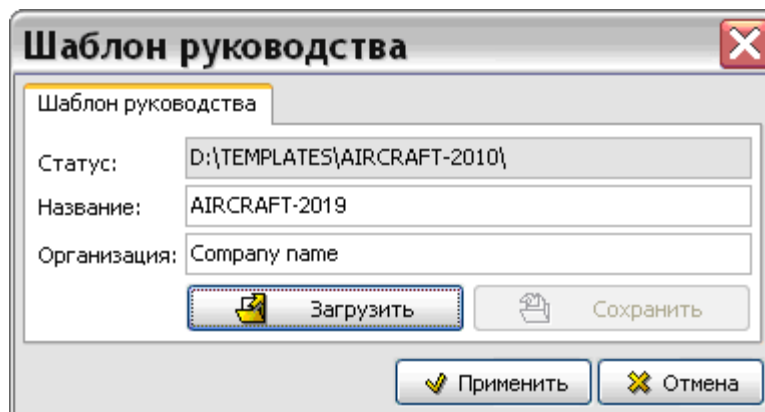 Шаблон руководства
Шаблон руководства
Статус: D:\TEMPLATES\AIRCRAFT-2010\
Название: AIRCRAFT-2019
Организация: Company name
Загрузить Сохранить
Применить Отмена